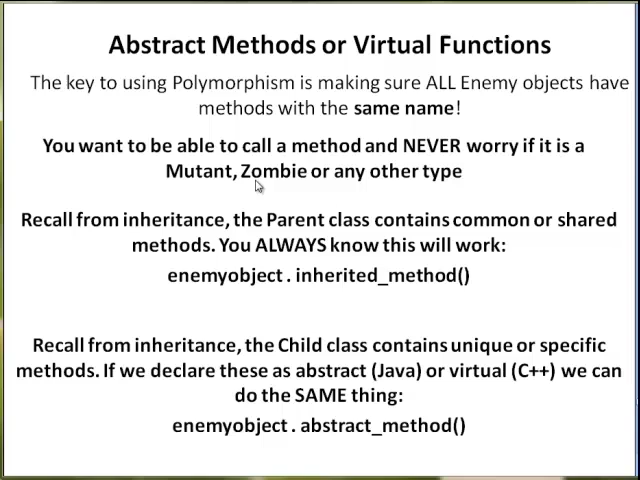 Abstract Methods or Virtual Functions
The key to using Polymorphism is making sure ALL Enemy objects have
methods with the same name!
You want to be able to call a method and NEVER worry if it is a
Mutant, Zombie or any other type
Recall from inheritance, the Parent class contains common or shared
methods. You ALWAYS know this will work:
enemyobject . inherited_method()
Recall from inheritance, the Child class contains unique or specific
methods. If we declare these as abstract (Java) or virtual (C++) we can
do the SAME thing:
enemyobject . abstract_method()